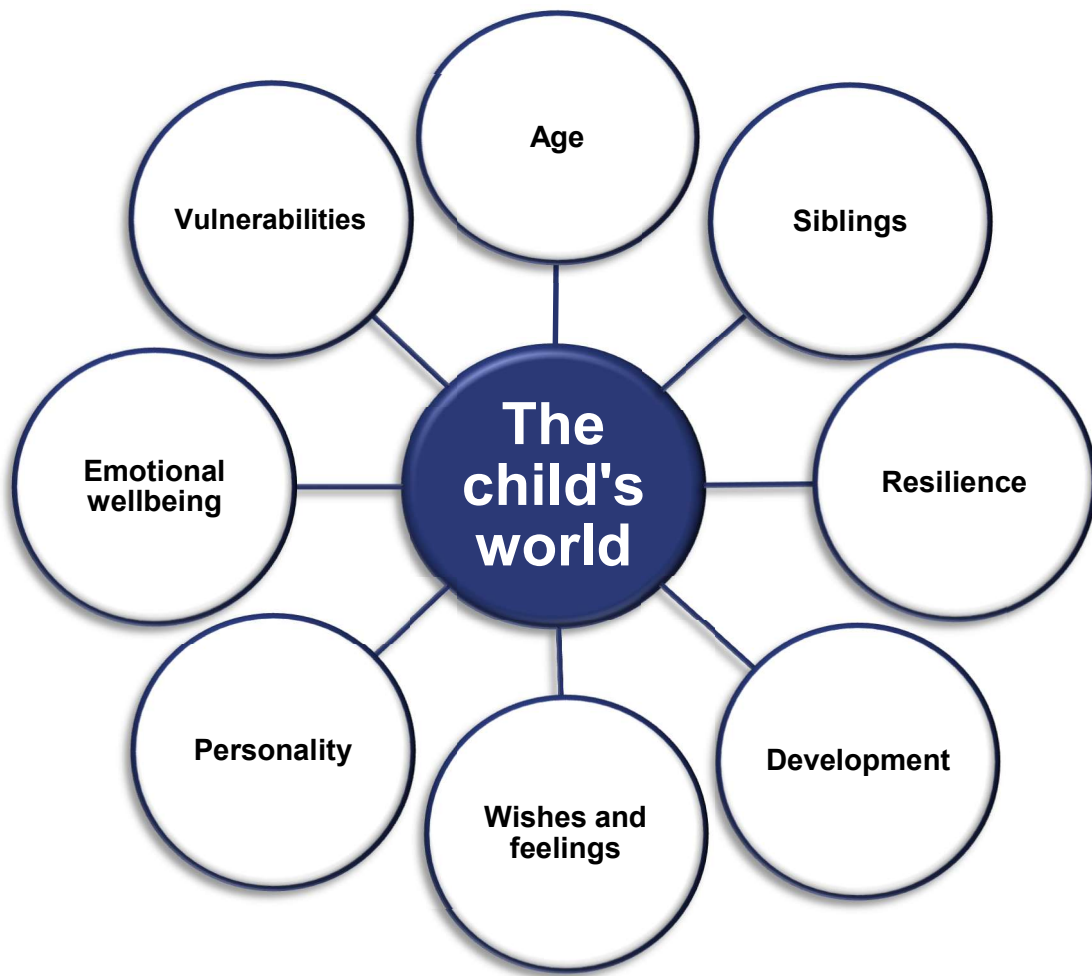 Age
Siblings
Resilience
Development
Wishes and
feelings
Personality
Emotional
wellbeing
Vulnerabilities
The
child's
world